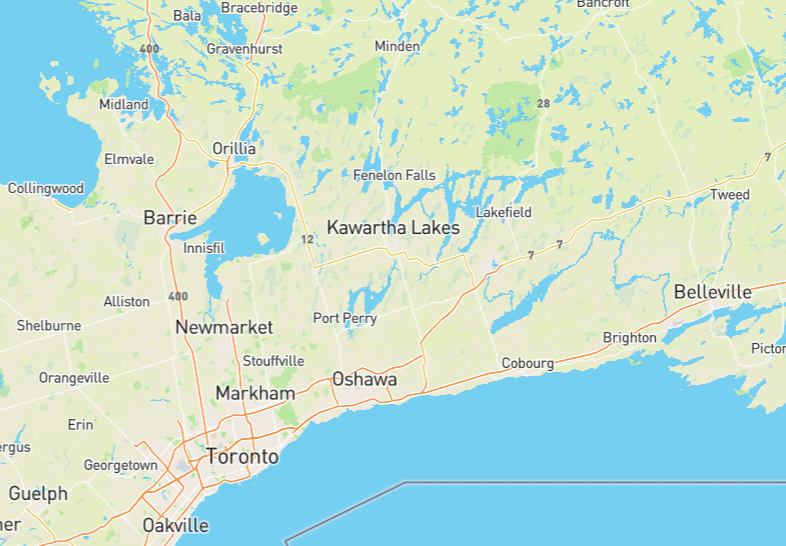 Bracebridge
Bancroft
Bala
400
Gravenhurst
Minden
Midland
28
Orillia
Elmvale
7
Fenelon Falls
Collingwood
Tweed
Barrie
Kawartha Lakes
Lakefield
12
Innisfil
7
7
400
Belleville
Alliston
Shelburne
Newmarket
Port Perry
Brighton
Picton
Stouffville
Cobourg
Orangeville
Oshawa
Markham
Erin
ergus
Toronto
Georgetown
Guelph
ner
Oakville